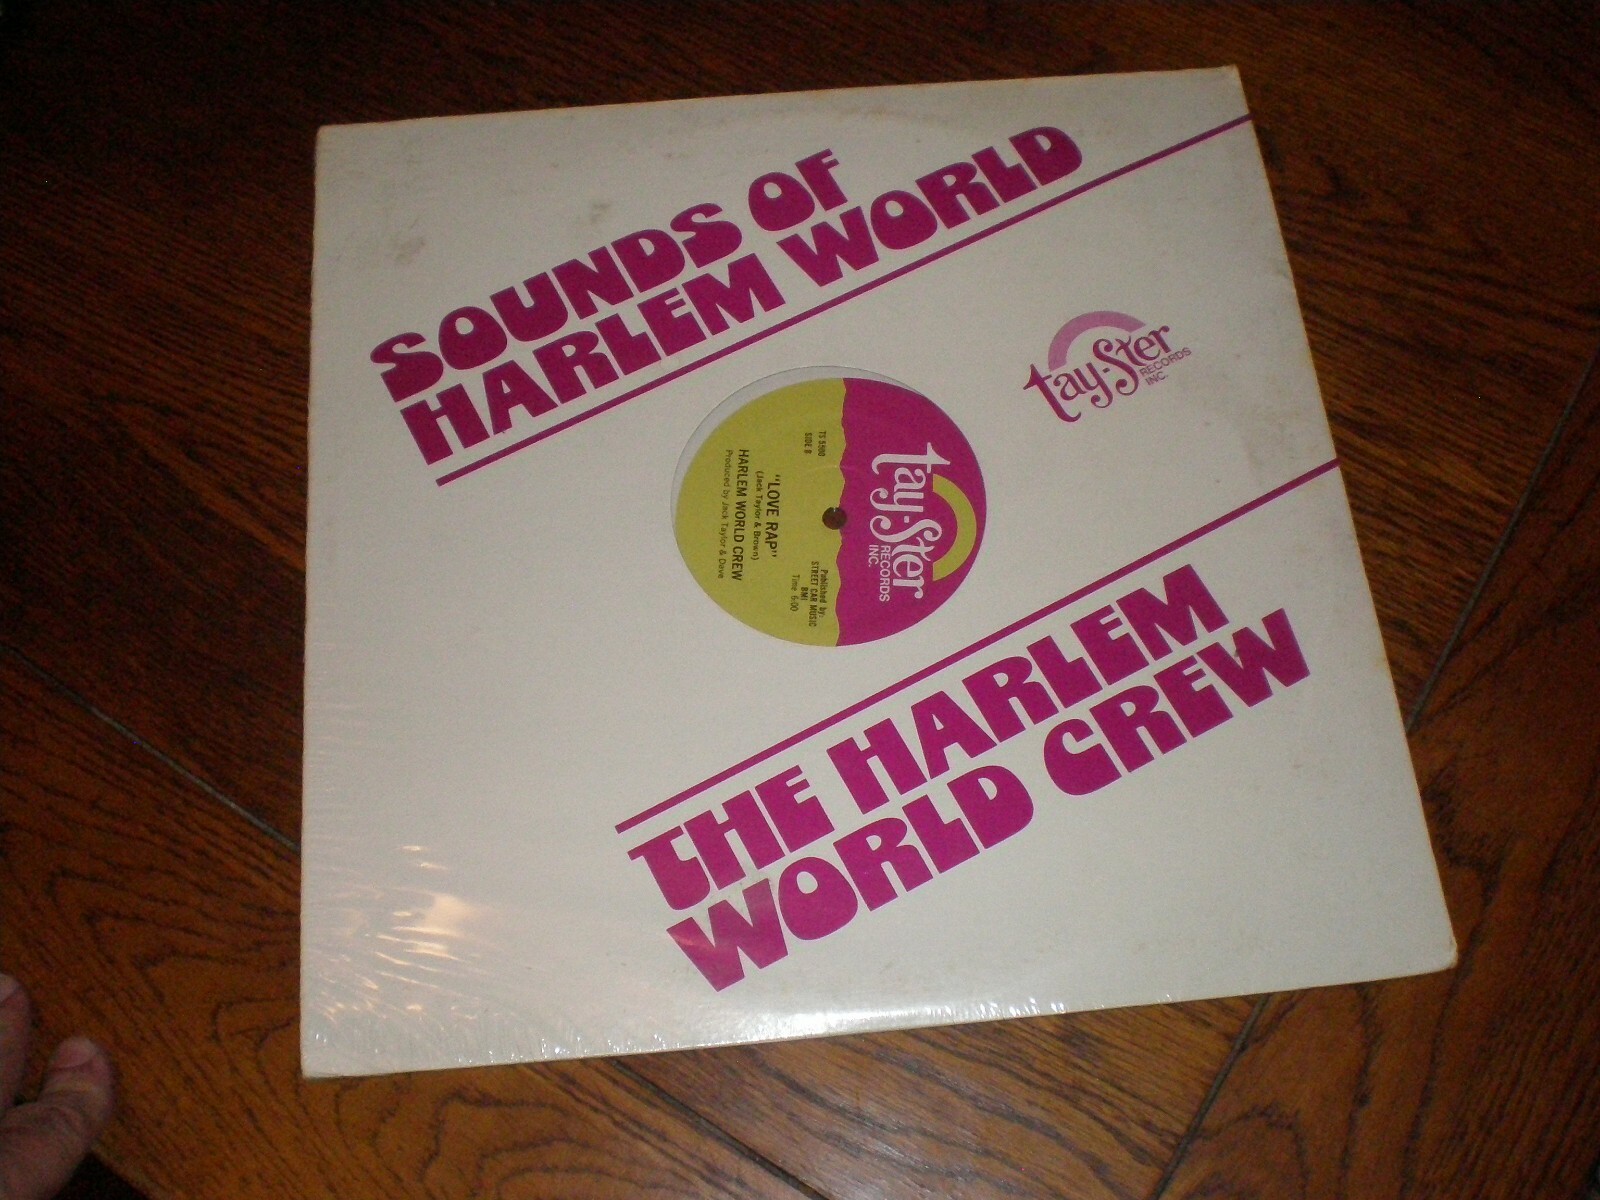 SOUNDS OF
HARLEM WORLD
tay-Ster
RECORDS
INC.
tay-Ster
RECORDS
INC.
TS 5500
SIDE B
Published by:
STREET CAR MUSIC
BMI
Time 6:00
"LOVE RAP"
(Jack Taylor & Brown)
HARLEM WORLD CREW
Produced by Jack Taylor & Dave
THE HARLEM
WORLD CREW